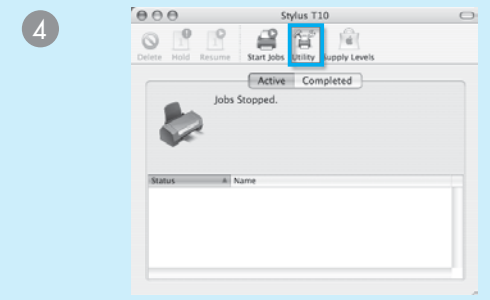 4
Stylus T10
Delete Hold Resume Start Jobs Utility Supply Levels
Active Completed
Jobs Stopped.
Status Name